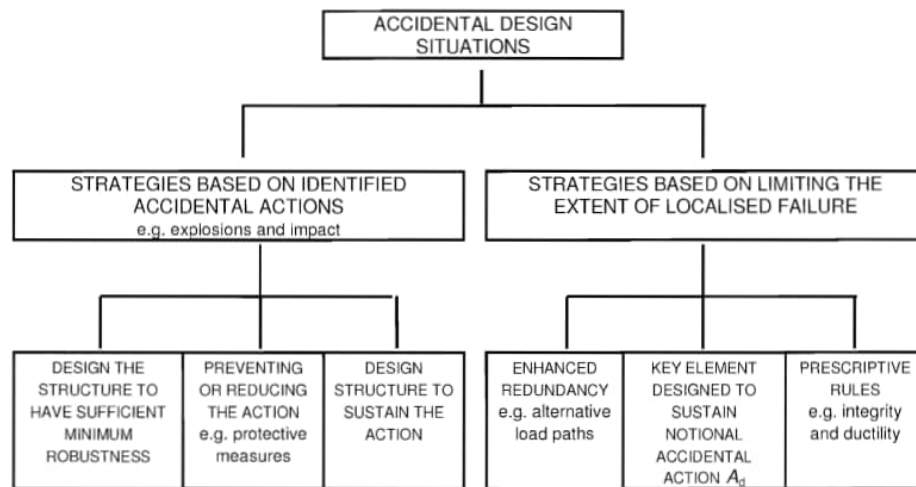 ACCIDENTAL DESIGN
SITUATIONS
STRATEGIES BASED ON IDENTIFIED
ACCIDENTAL ACTIONS
e.g. explosions and impact
STRATEGIES BASED ON LIMITING THE
EXTENT OF LOCALISED FAILURE
DESIGN THE
STRUCTURE TO
HAVE SUFFICIENT
MINIMUM
ROBUSTNESS
PREVENTING
OR REDUCING
THE ACTION
e.g. protective
measures
DESIGN
STRUCTURE TO
SUSTAIN THE
ACTION
ENHANCED
REDUNDANCY
e.g. alternative
load paths
KEY ELEMENT
DESIGNED TO
SUSTAIN
NOTIONAL
ACCIDENTAL
ACTION Ad
PRESCRIPTIVE
RULES
e.g. integrity
and ductility